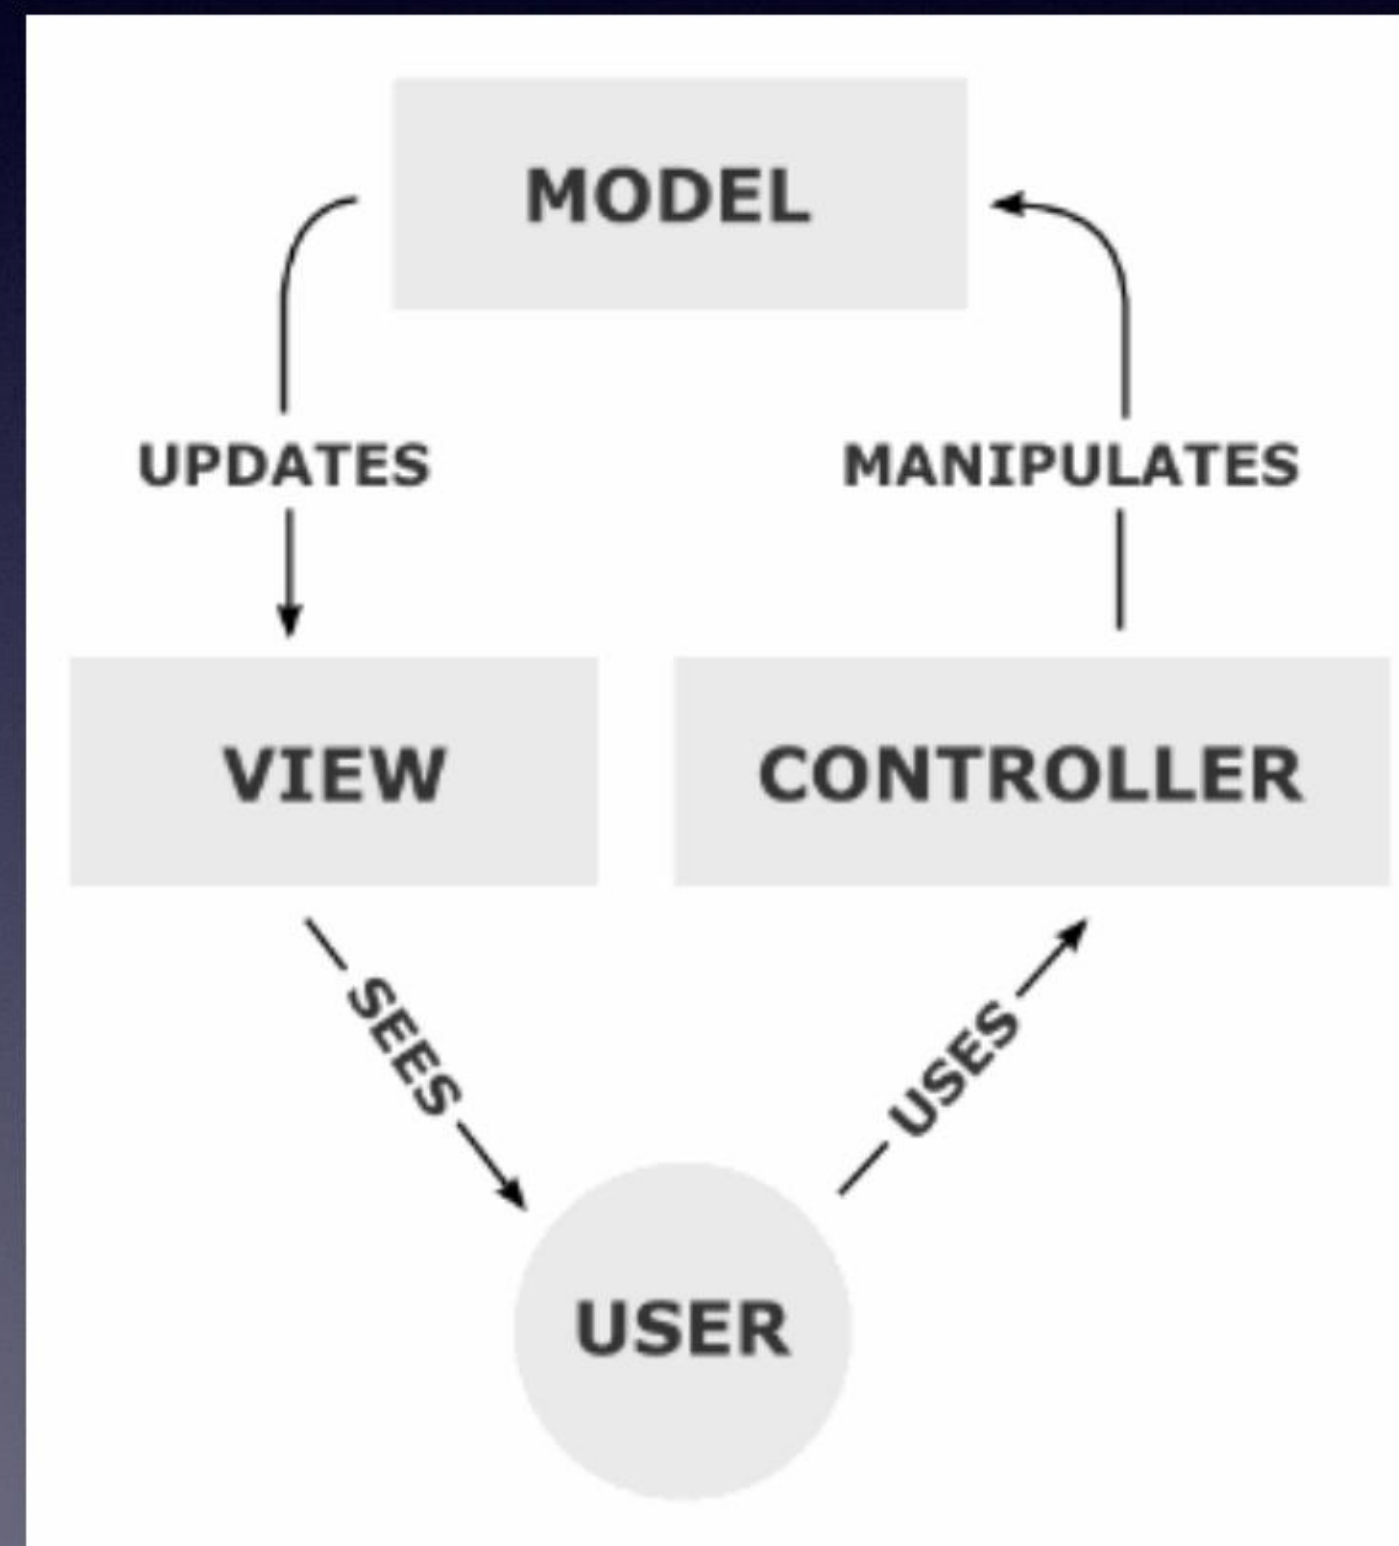 MODEL
UPDATES
MANIPULATES
VIEW
CONTROLLER
SEES
USES
USER